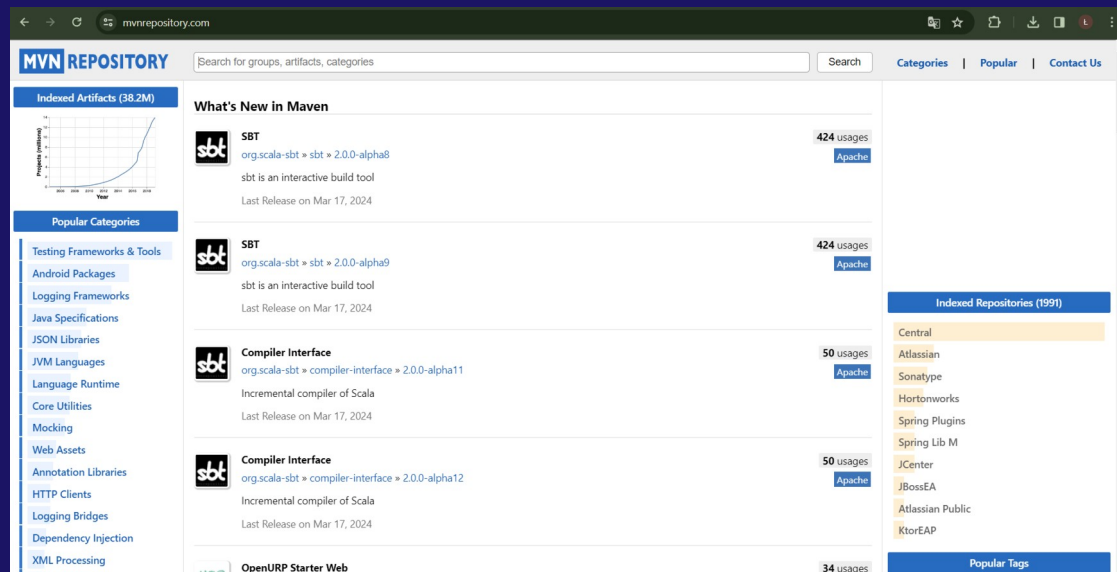 mvnrepository.com
L
MVN REPOSITORY
Search for groups, artifacts, categories
Search
Categories | Popular | Contact Us
Indexed Artifacts (38.2M)
Projects (millions)
Year
Popular Categories
Testing Frameworks & Tools
Android Packages
Logging Frameworks
Java Specifications
JSON Libraries
JVM Languages
Language Runtime
Core Utilities
Mocking
Web Assets
Annotation Libraries
HTTP Clients
Logging Bridges
Dependency Injection
XML Processing
What's New in Maven
sbt
SBT
424 usages
org.scala-sbt » sbt » 2.0.0-alpha8
Apache
sbt is an interactive build tool
Last Release on Mar 17, 2024
sbt
SBT
424 usages
org.scala-sbt » sbt » 2.0.0-alpha9
Apache
sbt is an interactive build tool
Last Release on Mar 17, 2024
sbt
Compiler Interface
50 usages
org.scala-sbt » compiler-interface » 2.0.0-alpha11
Apache
Incremental compiler of Scala
Last Release on Mar 17, 2024
sbt
Compiler Interface
50 usages
org.scala-sbt » compiler-interface » 2.0.0-alpha12
Apache
Incremental compiler of Scala
Last Release on Mar 17, 2024
OpenURP Starter Web
34 usages
Indexed Repositories (1991)
Central
Atlassian
Sonatype
Hortonworks
Spring Plugins
Spring Lib M
JCenter
JBossEA
Atlassian Public
KtorEAP
Popular Tags